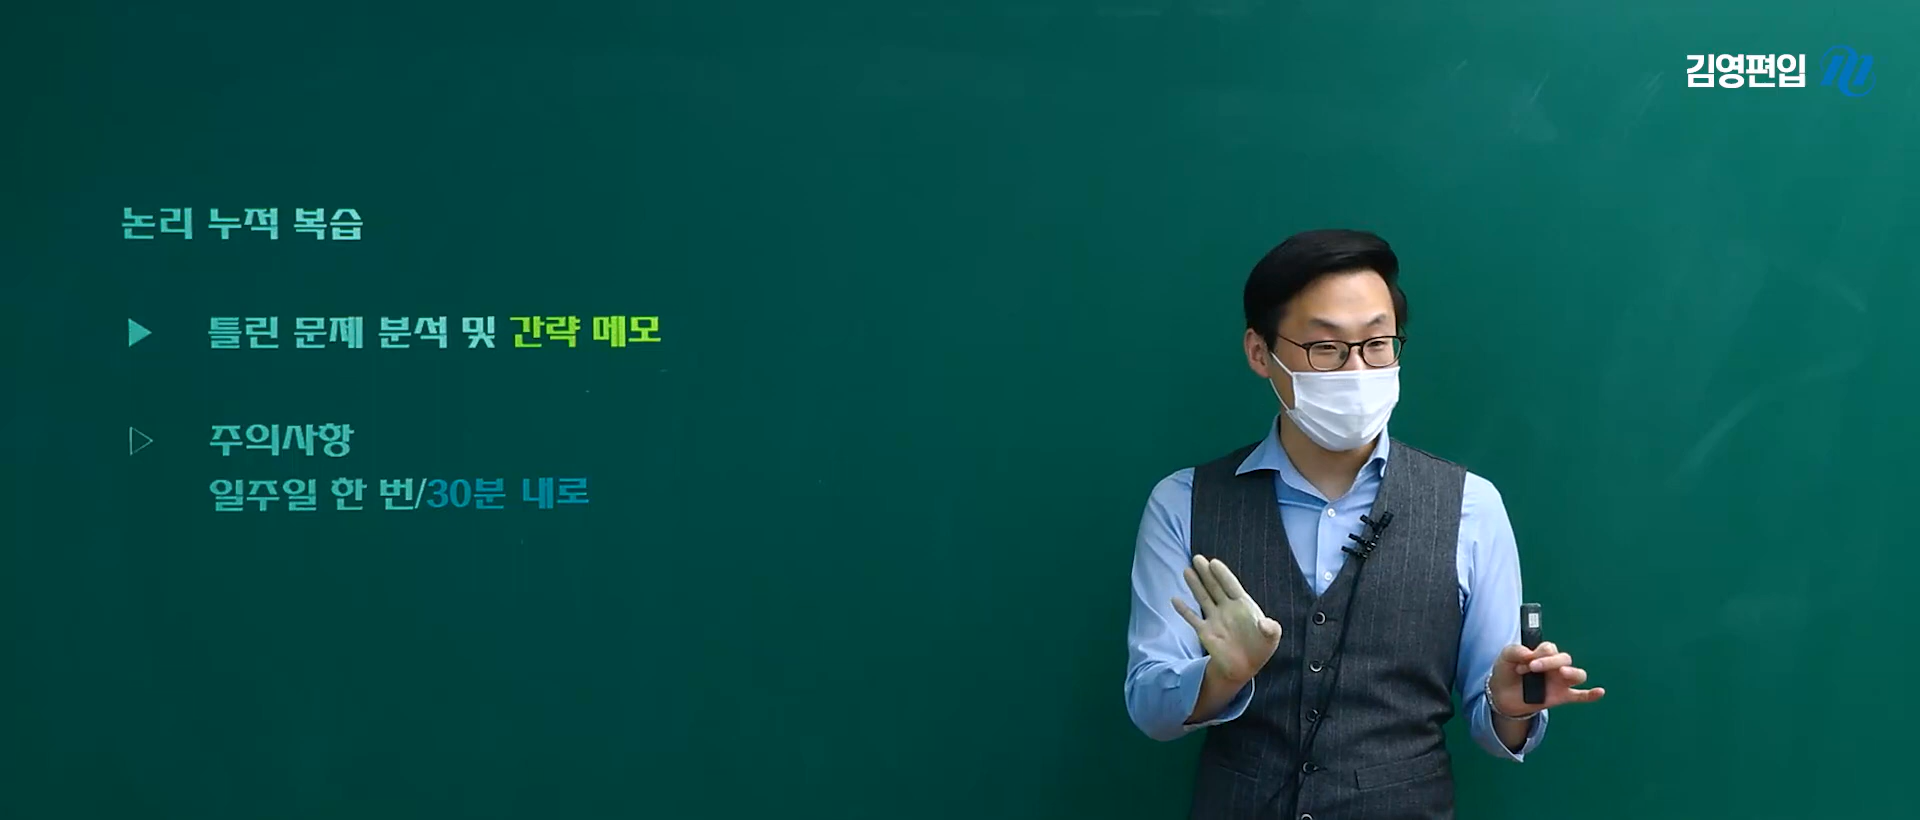 김영편입
논리 누적 복습
▶ 틀린 문제 분석 및 간략 메모
▷ 주의사항
일주일 한 번/30분 내로